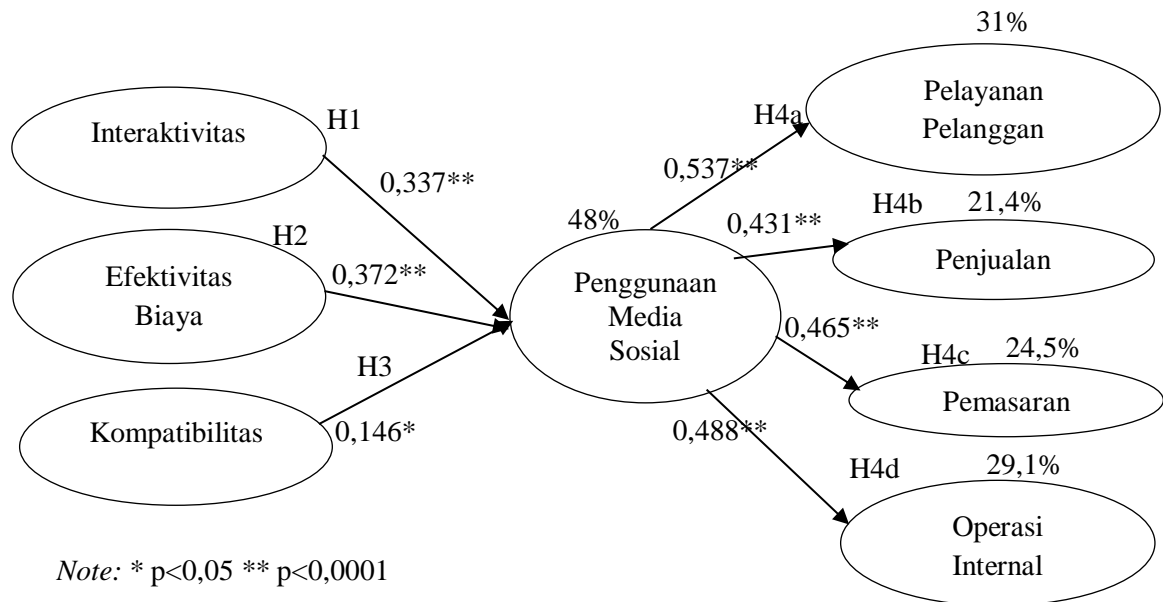 31%
Pelayanan
Pelanggan
Interaktivitas
H1
H4a
0,337**
0,537**
48%
H4b
21,4%
0,431**
Penjualan
H2
Efektivitas
Biaya
0,372**
Penggunaan
Media
Sosial
0,465**
H4c
24,5%
Pemasaran
H3
Kompatibilitas
0,146*
0,488**
H4d
29,1%
Operasi
Internal
Note: * p<0,05 ** p<0,0001